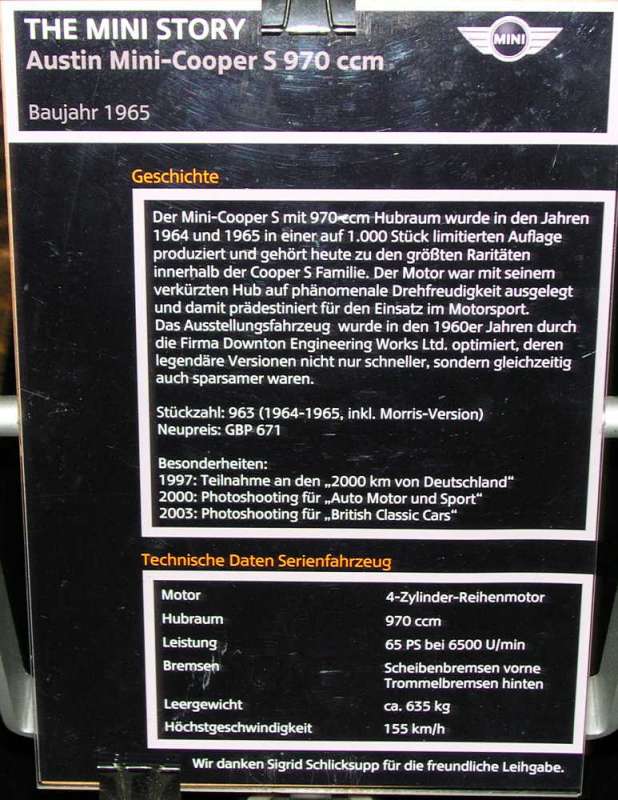 THE MINI STORY
MINI
Austin Mini-Cooper S 970 ccm
Baujahr 1965
Geschichte
Der Mini-Cooper S mit 970 ccm Hubraum wurde in den Jahren
1964 und 1965 in einer auf 1.000 Stück limitierten Auflage
produziert und gehört heute zu den größten Raritäten
innerhalb der Cooper S Familie. Der Motor war mit seinem
verkürzten Hub auf phänomenale Drehfreudigkeit ausgelegt
und damit prädestiniert für den Einsatz im Motorsport.
Das Ausstellungsfahrzeug wurde in den 1960er Jahren durch
die Firma Downton Engineering Works Ltd. optimiert, deren
legendäre Versionen nicht nur schneller, sondern gleichzeitig
auch sparsamer waren.
Stückzahl: 963 (1964-1965, inkl. Morris-Version)
Neupreis: GBP 671
Besonderheiten:
1997: Teilnahme an den „2000 km von Deutschland“
2000: Photoshooting für „Auto Motor und Sport“
2003: Photoshooting für „British Classic Cars“
Technische Daten Serienfahrzeug
Motor 4-Zylinder-Reihenmotor
Hubraum 970 ccm
Leistung 65 PS bei 6500 U/min
Bremsen Scheibenbremsen vorne
Trommelbremsen hinten
Leergewicht ca. 635 kg
Höchstgeschwindigkeit 155 km/h
Wir danken Sigrid Schlicksupp für die freundliche Leihgabe.